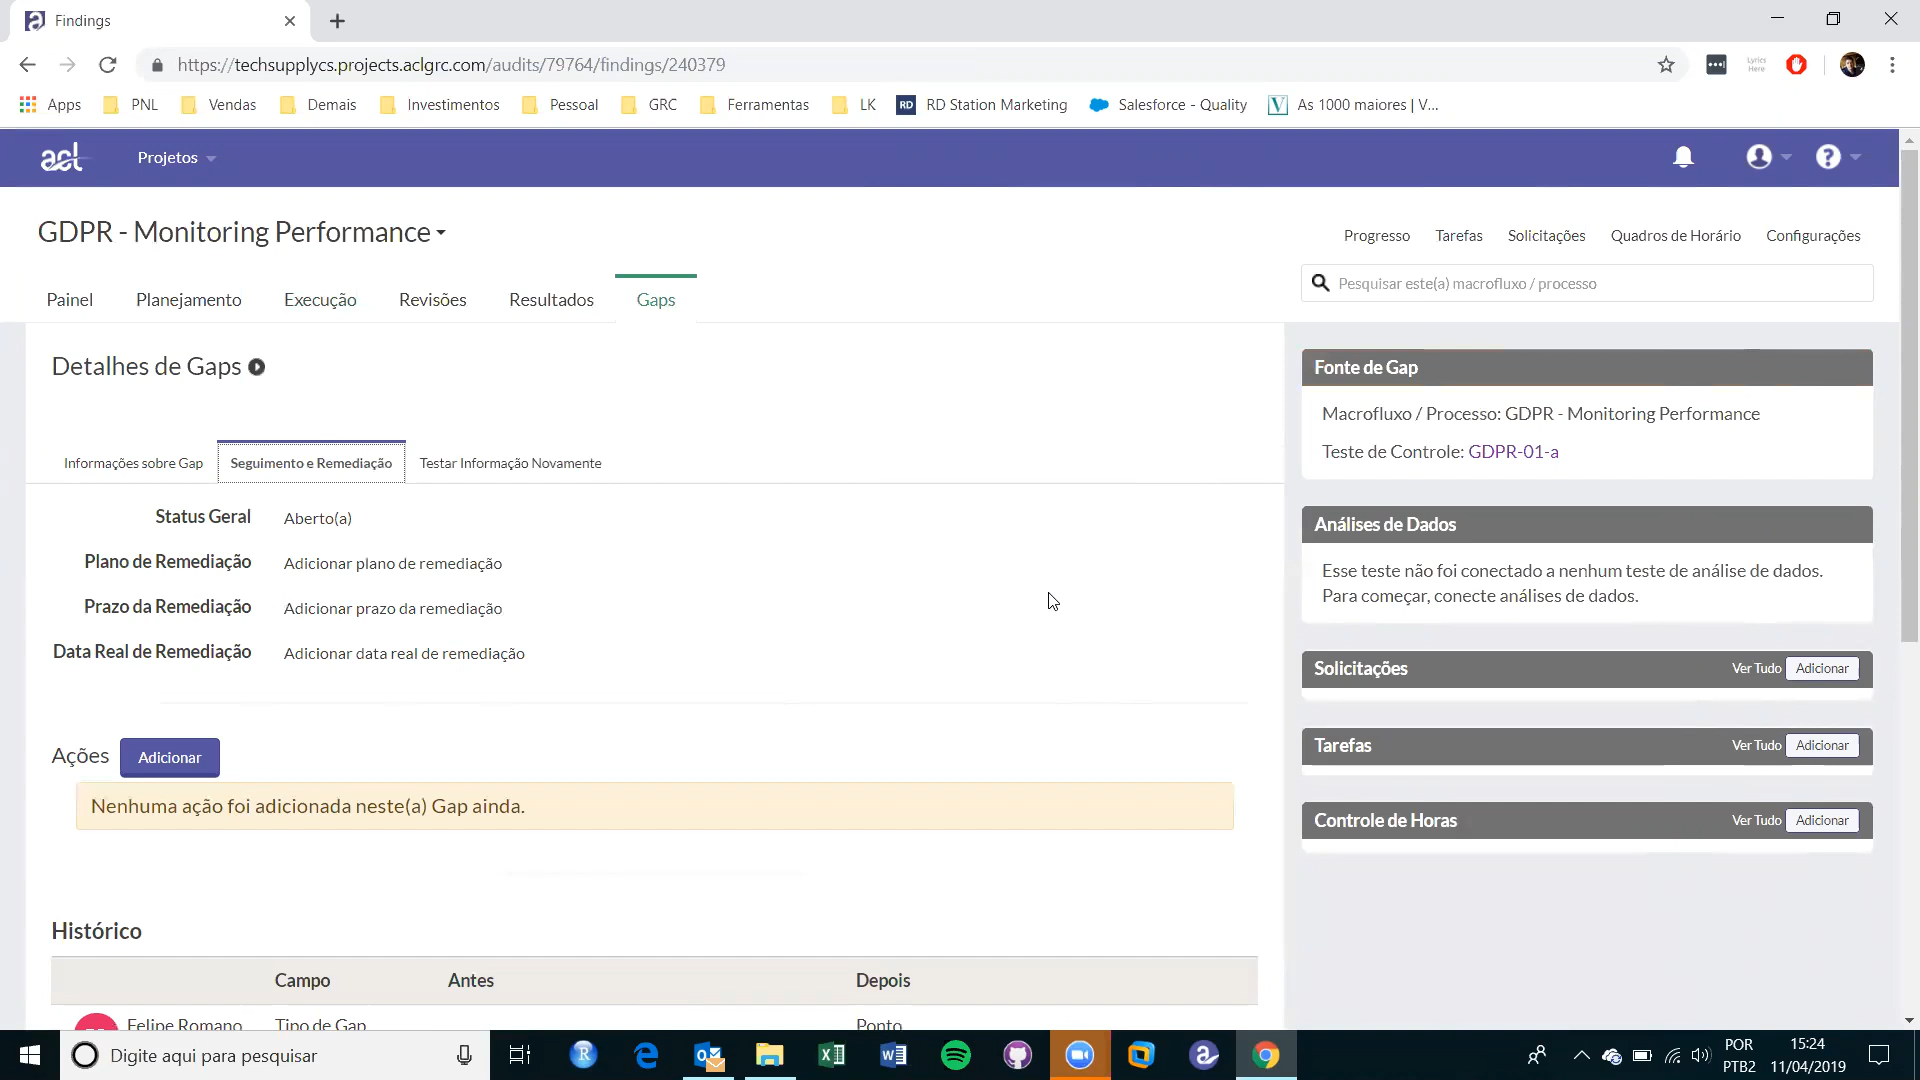 Findings
https://techsupplycs.projects.aclgrc.com/audits/79764/findings/240379
Lyrics Here
Apps PNL Vendas Demais Investimentos Pessoal GRC Ferramentas LK RD RD Station Marketing Salesforce - Quality V As 1000 maiores | V...
acl Projetos
GDPR - Monitoring Performance
Progresso Tarefas Solicitações Quadros de Horário Configurações
Pesquisar este(a) macrofluxo / processo
Painel Planejamento Execução Revisões Resultados Gaps
Detalhes de Gaps
Informações sobre Gap Seguimento e Remediação Testar Informação Novamente
Status Geral Aberto(a)
Plano de Remediação Adicionar plano de remediação
Prazo da Remediação Adicionar prazo da remediação
Data Real de Remediação Adicionar data real de remediação
Ações Adicionar
Nenhuma ação foi adicionada neste(a) Gap ainda.
Histórico
Campo Antes Depois
Felipe Romano Tipo de Gap Ponto
Fonte de Gap
Macrofluxo / Processo: GDPR - Monitoring Performance
Teste de Controle: GDPR-01-a
Análises de Dados
Esse teste não foi conectado a nenhum teste de análise de dados.
Para começar, conecte análises de dados.
Solicitações Ver Tudo Adicionar
Tarefas Ver Tudo Adicionar
Controle de Horas Ver Tudo Adicionar
Digite aqui para pesquisar
POR
PTB2
15:24
11/04/2019